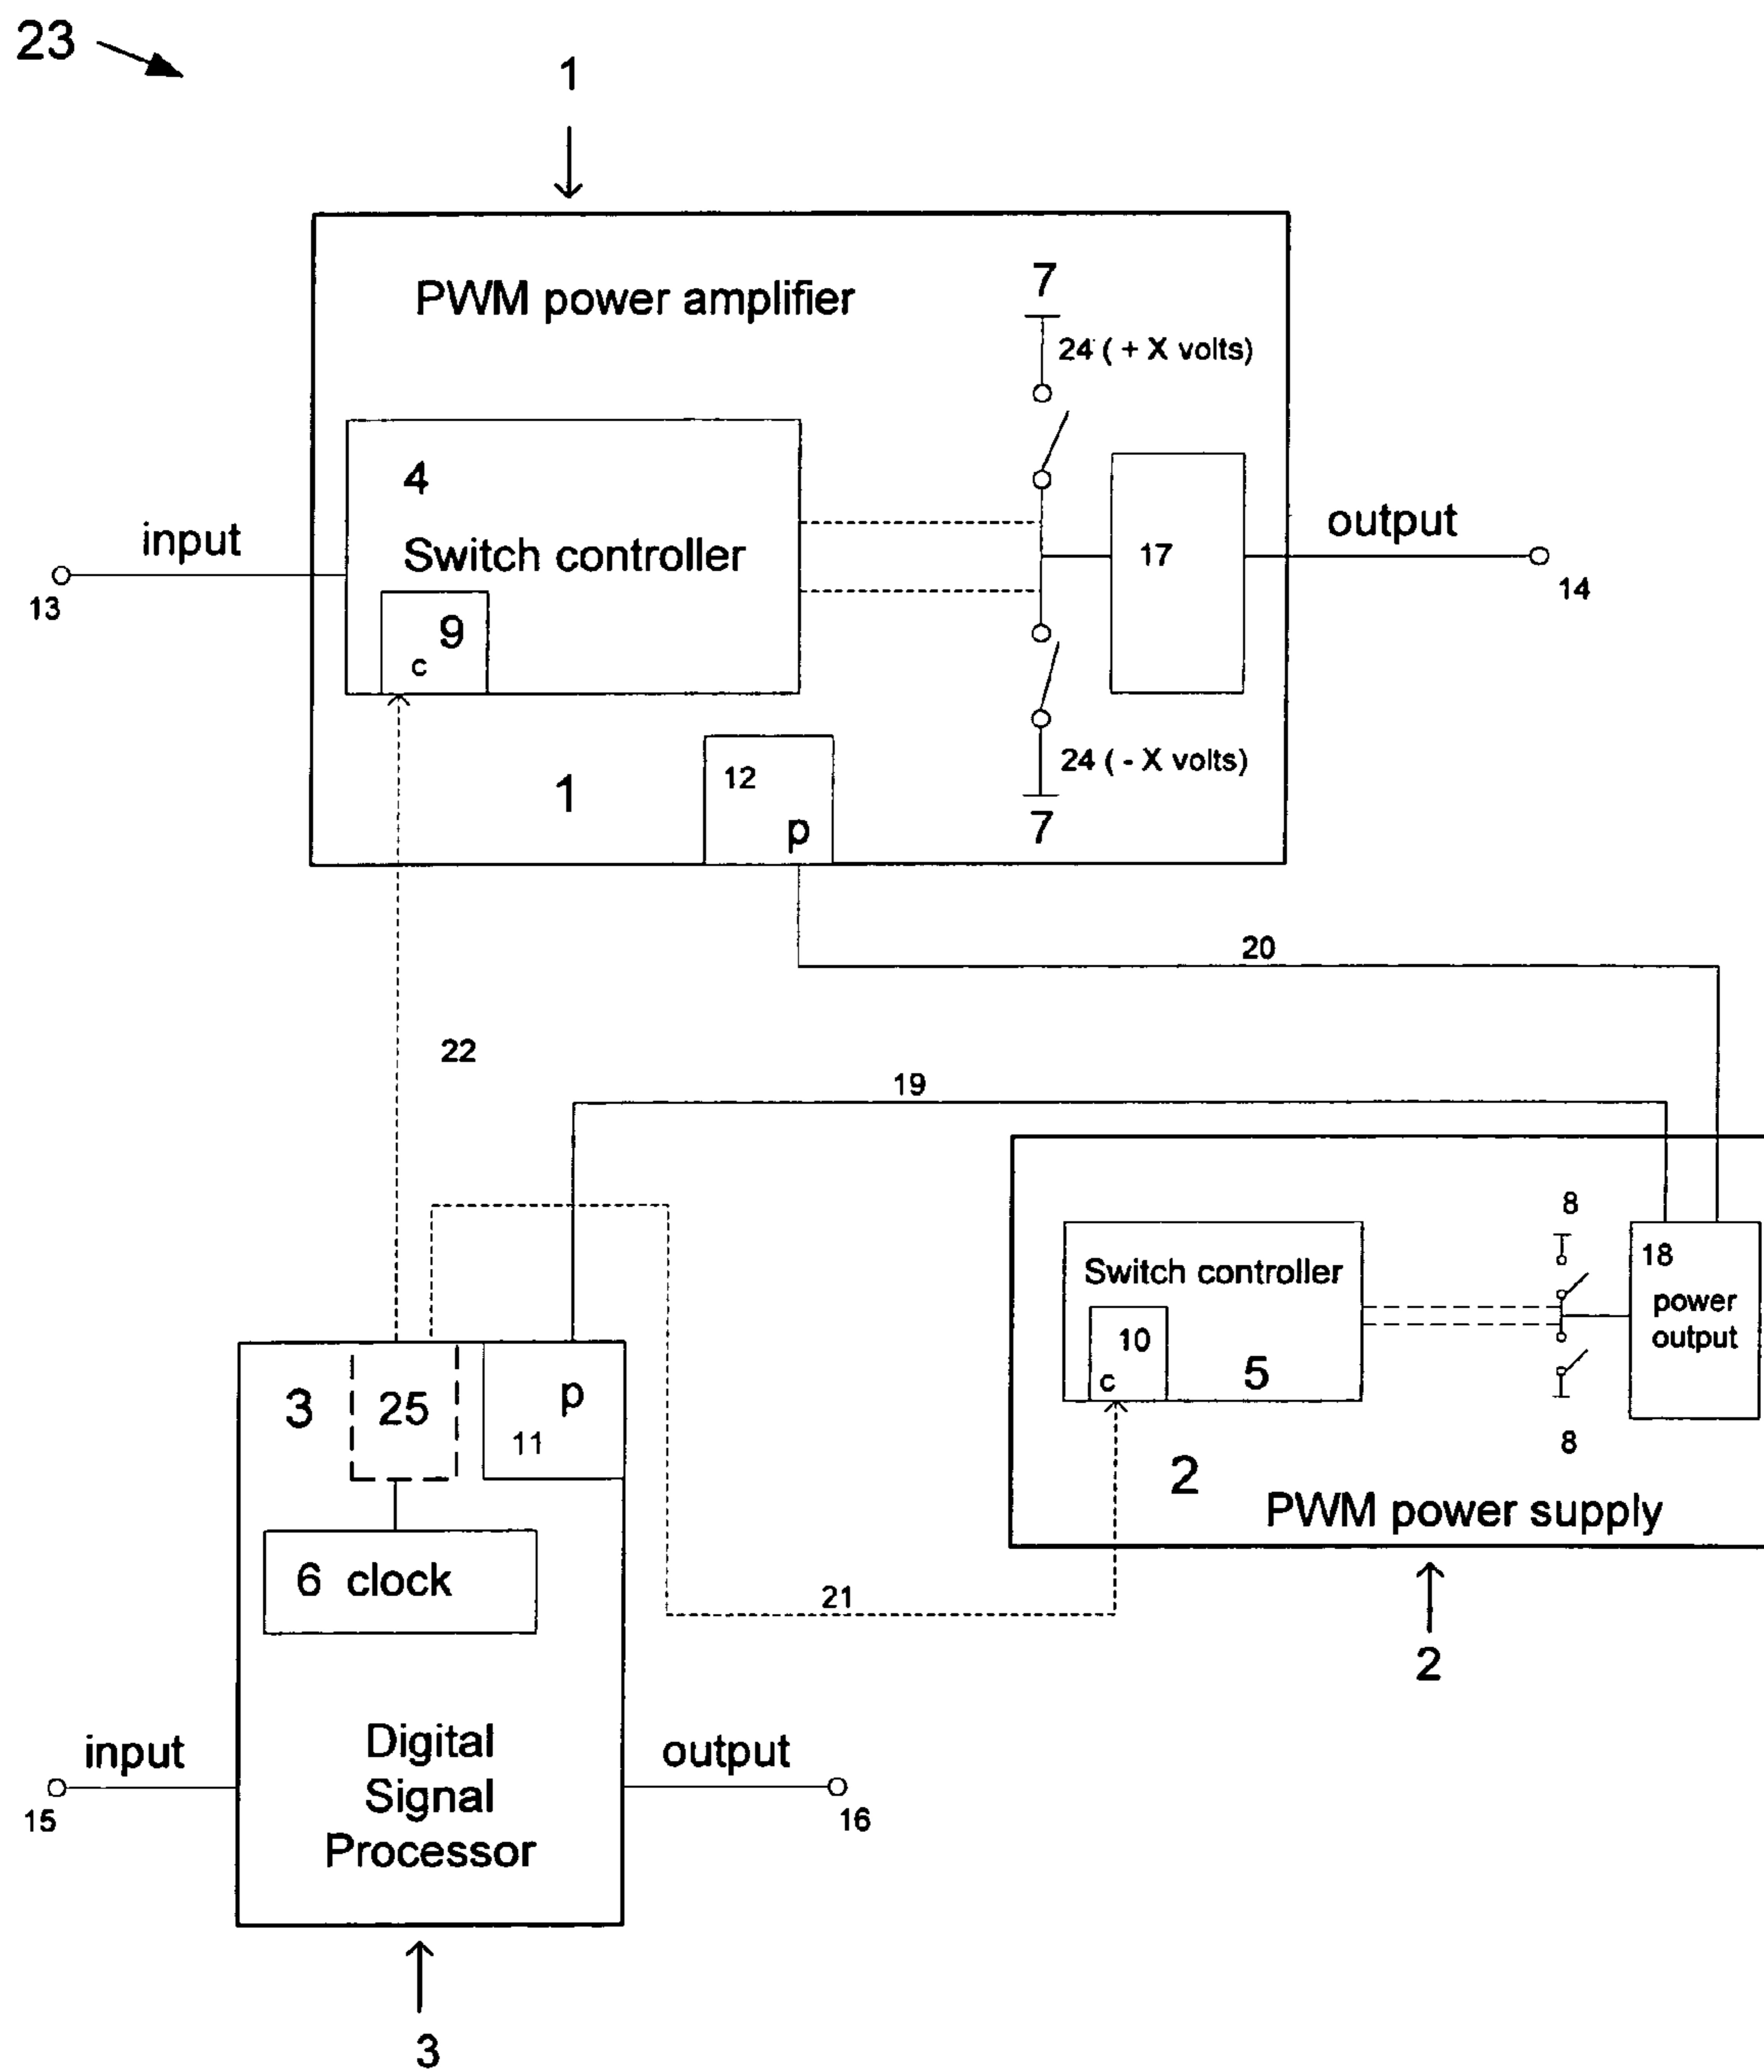 23
1
PWM power amplifier
7
24 ( + X volts)
4
Switch controller
input
output
17
13
14
9
c
24 ( - X volts)
12
p
1
7
20
22
19
8
Switch controller
18
power
output
10
c
5
8
3
25
p
11
2
PWM power supply
6 clock
21
2
Digital
Signal
Processor
input
output
15
16
3